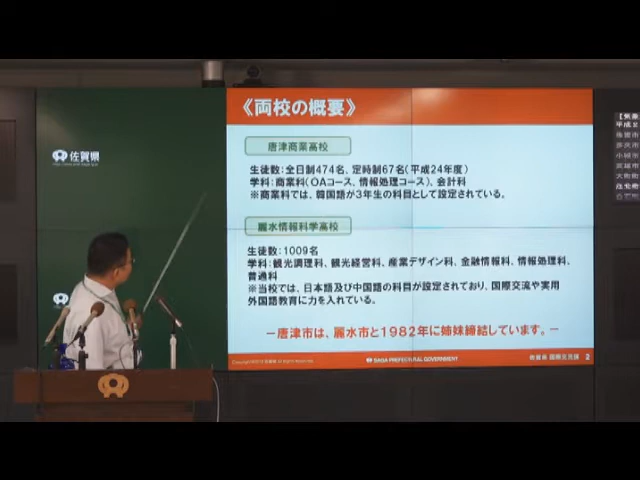 《両校の概要》
佐賀県
唐津商業高校
生徒数:全日制474名、定時制67名(平成24年度)
学科:商業科(OAコース、情報処理コース)、会計科
※商業科では、韓国語が3年生の科目として設定されている。
麗水情報科学高校
生徒数:1009名
学科:観光調理科、観光経営科、産業デザイン科、金融情報科、情報処理科、
普通科
※当校では、日本語及び中国語の科目が設定されており、国際交流や実用
外国語教育に力を入れている。
－唐津市は、麗水市と1982年に姉妹締結しています。－
SAGA PREFECTURAL GOVERNMENT
佐賀県 国際交流課 2